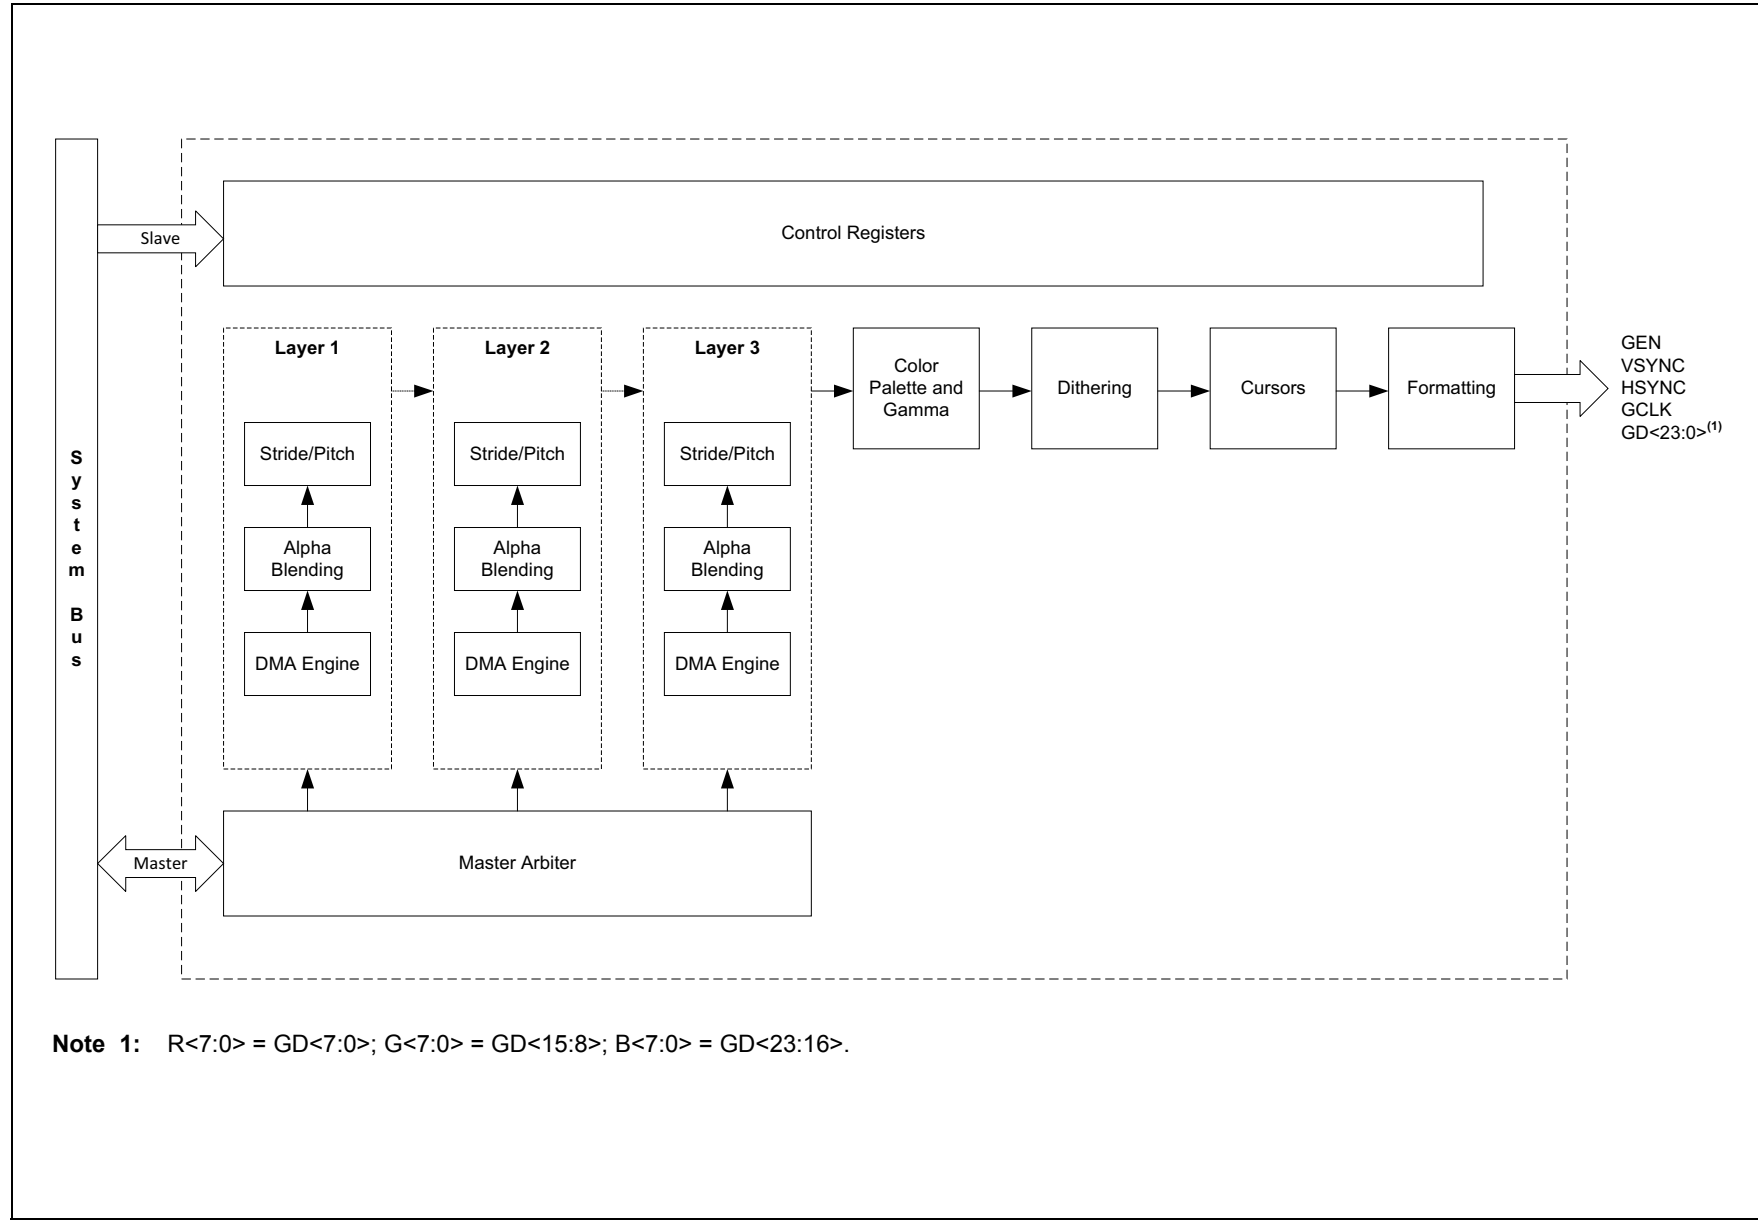 System Bus
Slave
Control Registers
Layer 1
Layer 2
Layer 3
Stride/Pitch
Stride/Pitch
Stride/Pitch
Alpha
Blending
Alpha
Blending
Alpha
Blending
DMA Engine
DMA Engine
DMA Engine
Color
Palette and
Gamma
Dithering
Cursors
Formatting
GEN
VSYNC
HSYNC
GCLK
GD<23:0>(1)
Master
Master Arbiter
Note 1: R<7:0> = GD<7:0>; G<7:0> = GD<15:8>; B<7:0> = GD<23:16>.